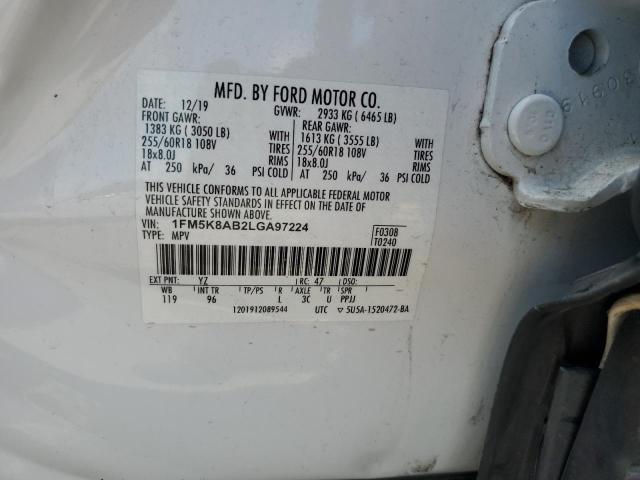 MFD. BY FORD MOTOR CO.
DATE: 12/19 GVWR: 2933 KG ( 6465 LB)
FRONT GAWR: REAR GAWR:
1383 KG ( 3050 LB) WITH 1613 KG ( 3555 LB) WITH
255/60R18 108V TIRES 255/60R18 108V TIRES
18x8.0J RIMS 18x8.0J RIMS
AT 250 kPa/ 36 PSI COLD AT 250 kPa/ 36 PSI COLD
THIS VEHICLE CONFORMS TO ALL APPLICABLE FEDERAL MOTOR
VEHICLE SAFETY STANDARDS IN EFFECT ON THE DATE OF
MANUFACTURE SHOWN ABOVE.
VIN: 1FM5K8AB2LGA97224 F0308
TYPE: MPV T0240
EXT PNT: YZ RC: 47 DSO:
WB INT TR TP/PS R AXLE TR SPR
119 96 L 3C U PPJJ
1201912089544 UTC ▽ 5U5A-1520472-BA